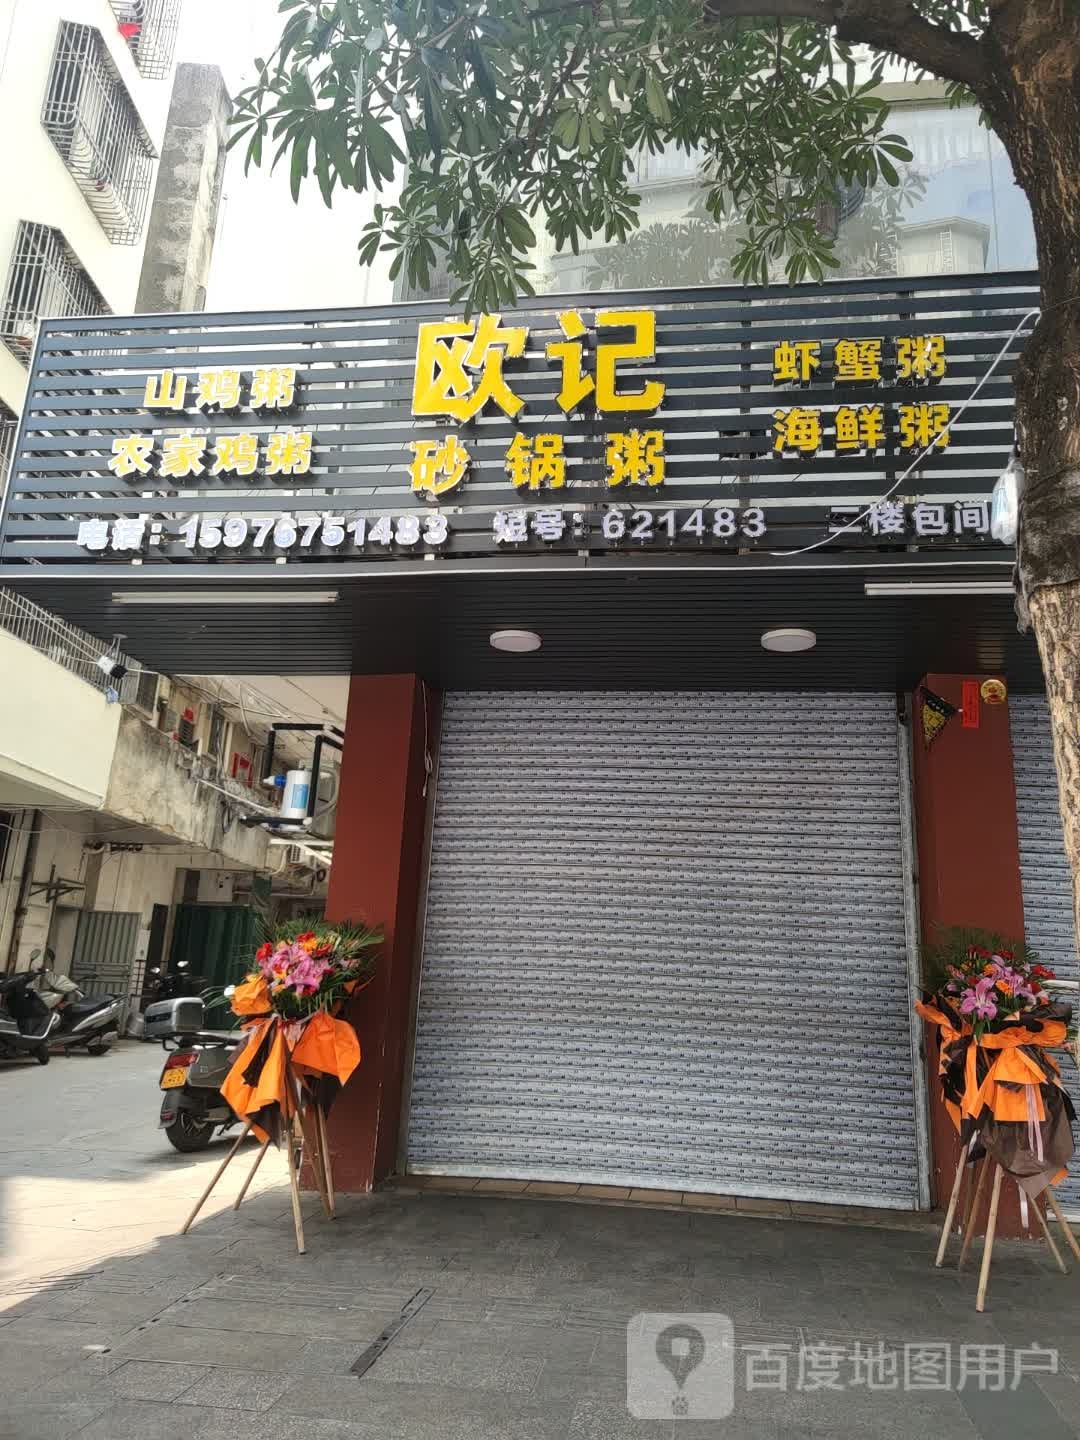 欧记
砂锅粥
山鸡粥
农家鸡粥
虾蟹粥
海鲜粥
电话：15976751483 短号：621483 二楼包间
百度地图用户